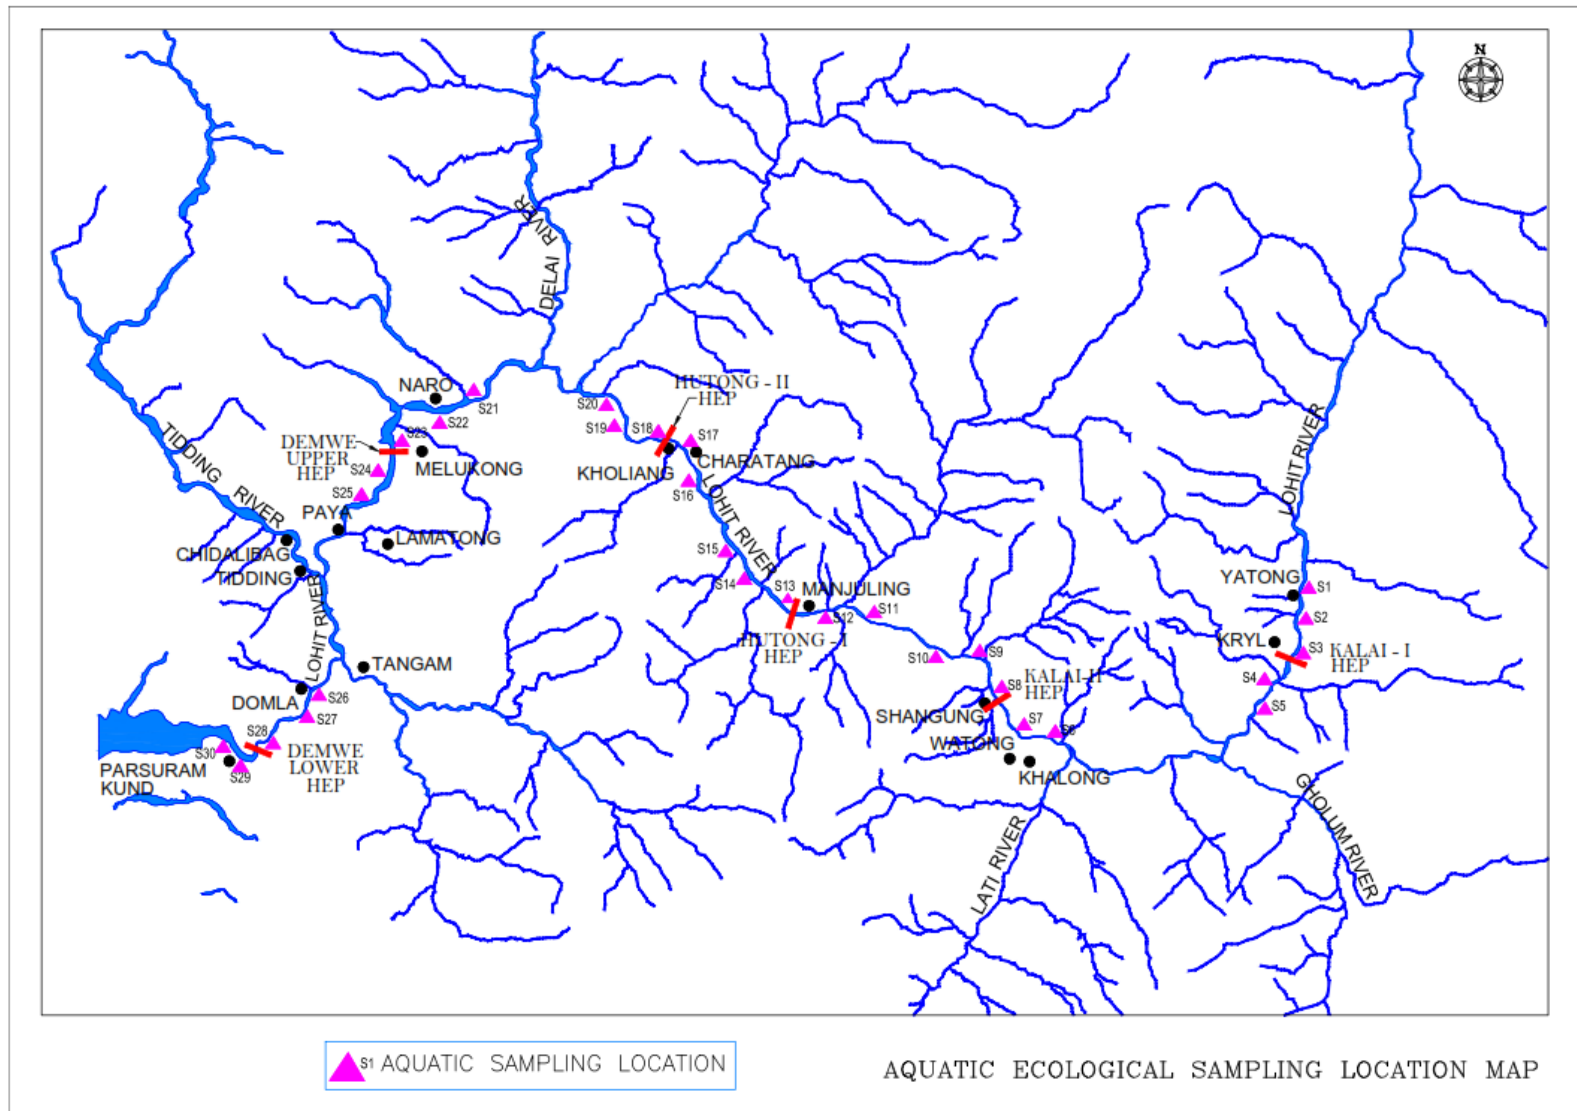 N
DELAI RIVER
NARO
S21
S22
S20
S19
S18
HUTONG - II
HEP
S17
KHOLIANG
CHARATANG
S16
LOHIT RIVER
DEMWE
UPPER
HEP
S23
MELUKONG
S24
S25
PAYA
LAMATONG
TIDDING RIVER
CHIDALIBAG
TIDDING
LOHIT RIVER
TANGAM
DOMLA
S26
S27
S28
DEMWE
LOWER
HEP
S30
S29
PARSURAM
KUND
S15
S14
S13
MANJULING
S12
S11
HUTONG - I
HEP
S10
S9
S8
KALAI-II
HEP
SHANGUNG
S7
S6
WATONG
KHALONG
LATI RIVER
LOHIT RIVER
YATONG
S1
S2
KRYL
S3
KALAI - I
HEP
S4
S5
GHOLUM RIVER
S1 AQUATIC SAMPLING LOCATION
AQUATIC ECOLOGICAL SAMPLING LOCATION MAP